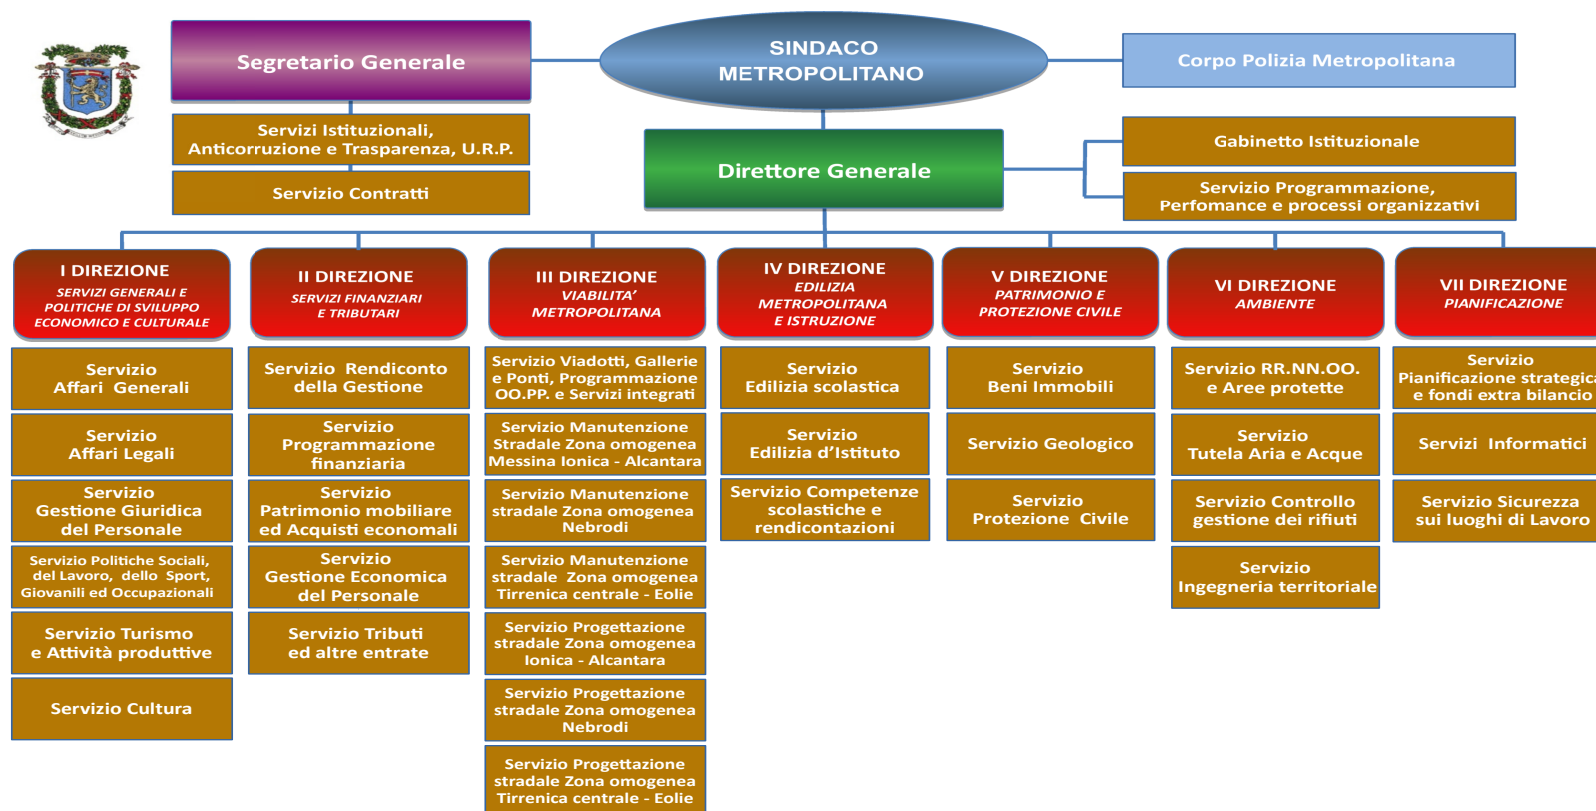 Segretario Generale
SINDACO
METROPOLITANO
Corpo Polizia Metropolitana
Servizi Istituzionali,
Anticorruzione e Trasparenza, U.R.P.
Servizio Contratti
Direttore Generale
Gabinetto Istituzionale
Servizio Programmazione,
Perfomance e processi organizzativi
I DIREZIONE
SERVIZI GENERALI E
POLITICHE DI SVILUPPO
ECONOMICO E CULTURALE
Servizio
Affari Generali
Servizio
Affari Legali
Servizio
Gestione Giuridica
del Personale
Servizio Politiche Sociali,
del Lavoro, dello Sport,
Giovanili ed Occupazionali
Servizio Turismo
e Attività produttive
Servizio Cultura
II DIREZIONE
SERVIZI FINANZIARI
E TRIBUTARI
Servizio Rendiconto
della Gestione
Servizio
Programmazione
finanziaria
Servizio
Patrimonio mobiliare
ed Acquisti economali
Servizio
Gestione Economica
del Personale
Servizio Tributi
ed altre entrate
III DIREZIONE
VIABILITA’
METROPOLITANA
Servizio Viadotti, Gallerie
e Ponti, Programmazione
OO.PP. e Servizi integrati
Servizio Manutenzione
Stradale Zona omogenea
Messina Ionica - Alcantara
Servizio Manutenzione
stradale Zona omogenea
Nebrodi
Servizio Manutenzione
stradale Zona omogenea
Tirrenica centrale - Eolie
Servizio Progettazione
stradale Zona omogenea
Ionica - Alcantara
Servizio Progettazione
stradale Zona omogenea
Nebrodi
Servizio Progettazione
stradale Zona omogenea
Tirrenica centrale - Eolie
IV DIREZIONE
EDILIZIA
METROPOLITANA
E ISTRUZIONE
Servizio
Edilizia scolastica
Servizio
Edilizia d’Istituto
Servizio Competenze
scolastiche e
rendicontazioni
V DIREZIONE
PATRIMONIO E
PROTEZIONE CIVILE
Servizio
Beni Immobili
Servizio Geologico
Servizio
Protezione Civile
VI DIREZIONE
AMBIENTE
Servizio RR.NN.OO.
e Aree protette
Servizio
Tutela Aria e Acque
Servizio Controllo
gestione dei rifiuti
Servizio
Ingegneria territoriale
VII DIREZIONE
PIANIFICAZIONE
Servizio
Pianificazione strategica
e fondi extra bilancio
Servizi Informatici
Servizio Sicurezza
sui luoghi di Lavoro